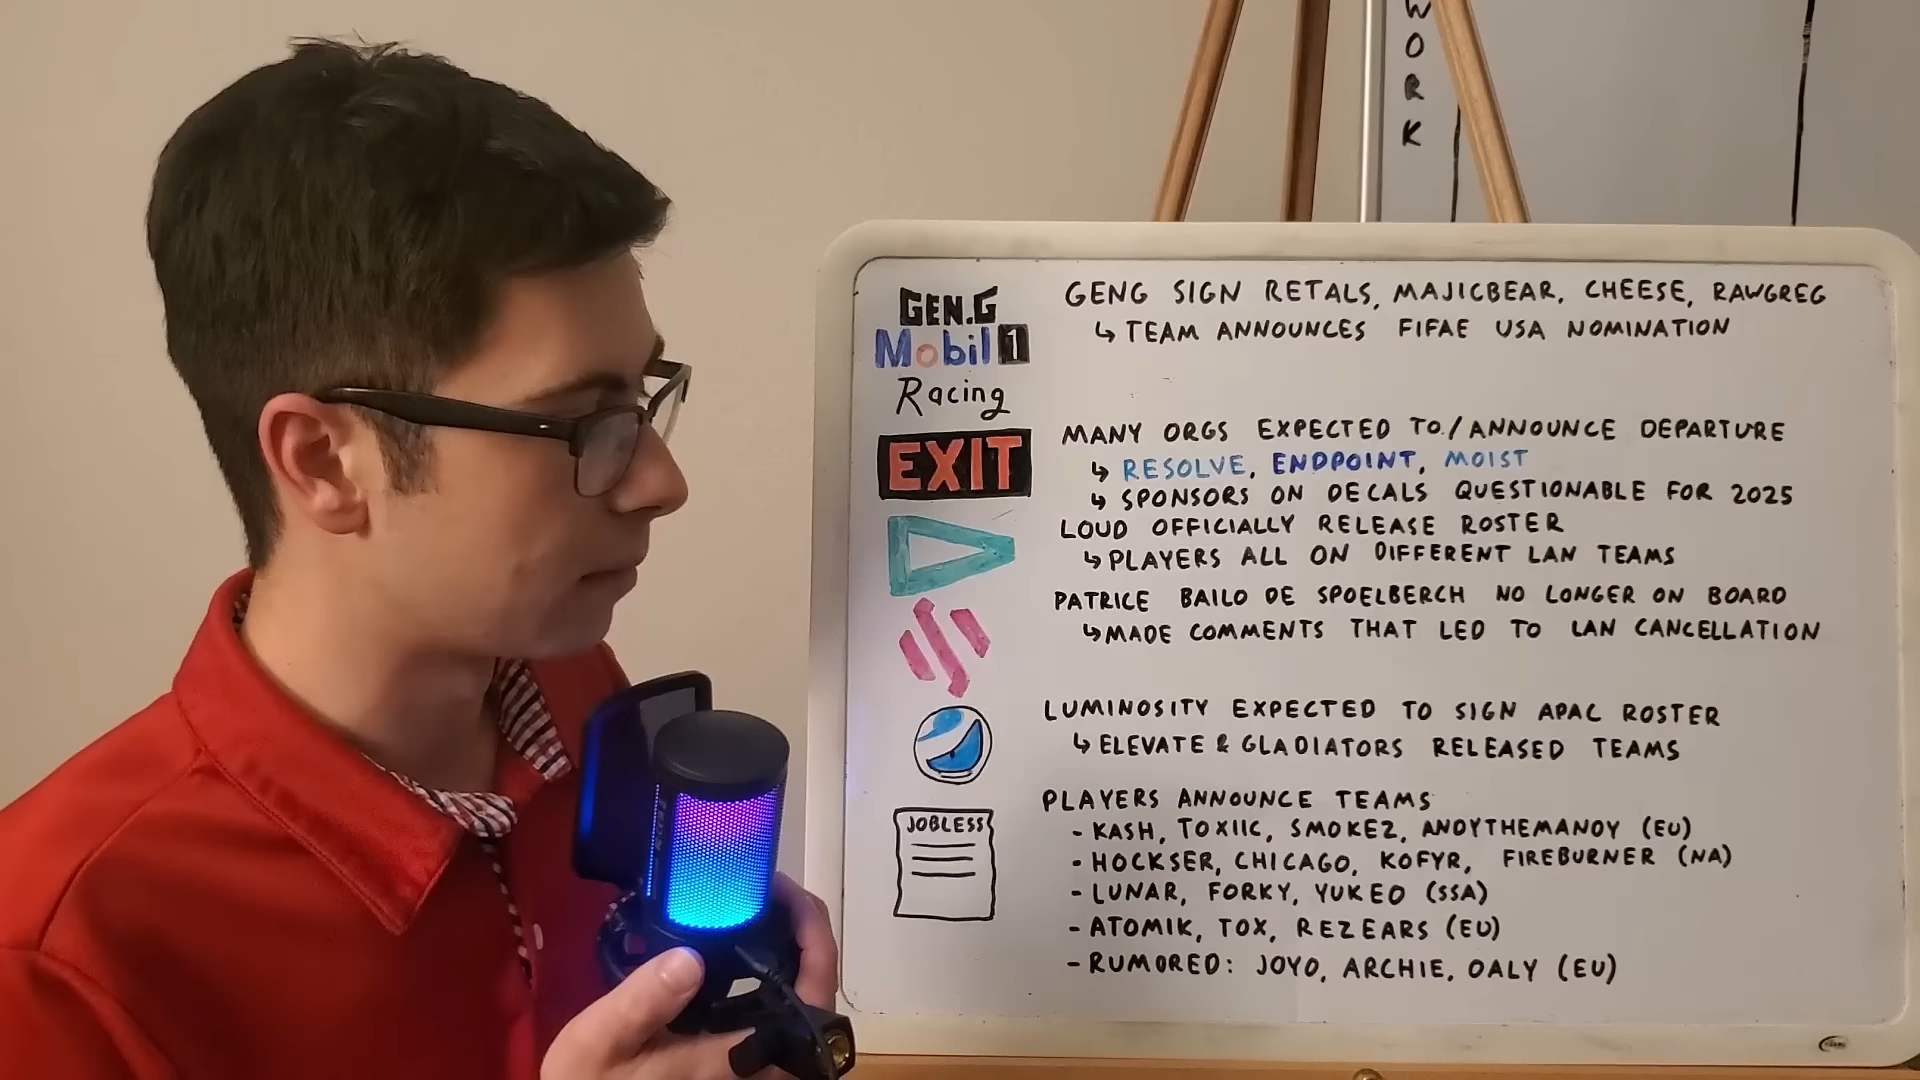 WORK
GEN.G
Mobil 1
Racing
GENG SIGN RETALS, MAJICBEAR, CHEESE, RAWGREG
↳ TEAM ANNOUNCES FIFAE USA NOMINATION
EXIT
MANY ORGS EXPECTED TO/ANNOUNCE DEPARTURE
↳ RESOLVE, ENDPOINT, MOIST
↳ SPONSORS ON DECALS QUESTIONABLE FOR 2025
LOUD OFFICIALLY RELEASE ROSTER
↳ PLAYERS ALL ON DIFFERENT LAN TEAMS
PATRICE BAILO DE SPOELBERCH NO LONGER ON BOARD
↳ MADE COMMENTS THAT LED TO LAN CANCELLATION
LUMINOSITY EXPECTED TO SIGN APAC ROSTER
↳ ELEVATE & GLADIATORS RELEASED TEAMS
JOBLESS
PLAYERS ANNOUNCE TEAMS
- KASH, TOXIIC, SMOKEZ, ANDYTHEMANDY (EU)
- HOCKSER, CHICAGO, KOFYR, FIREBURNER (NA)
- LUNAR, FORKY, YUKEO (SSA)
- ATOMIK, TOX, REZEARS (EU)
- RUMORED: JOYO, ARCHIE, OALY (EU)